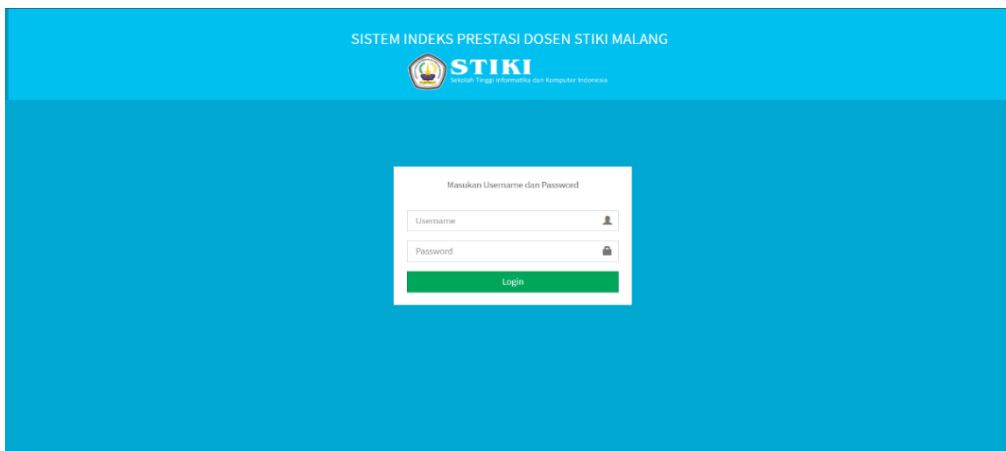 SISTEM INDEKS PRESTASI DOSEN STIKI MALANG
STIKI
Sekolah Tinggi Informatika dan Komputer Indonesia
Masukan Username dan Password
Username
Password
Login